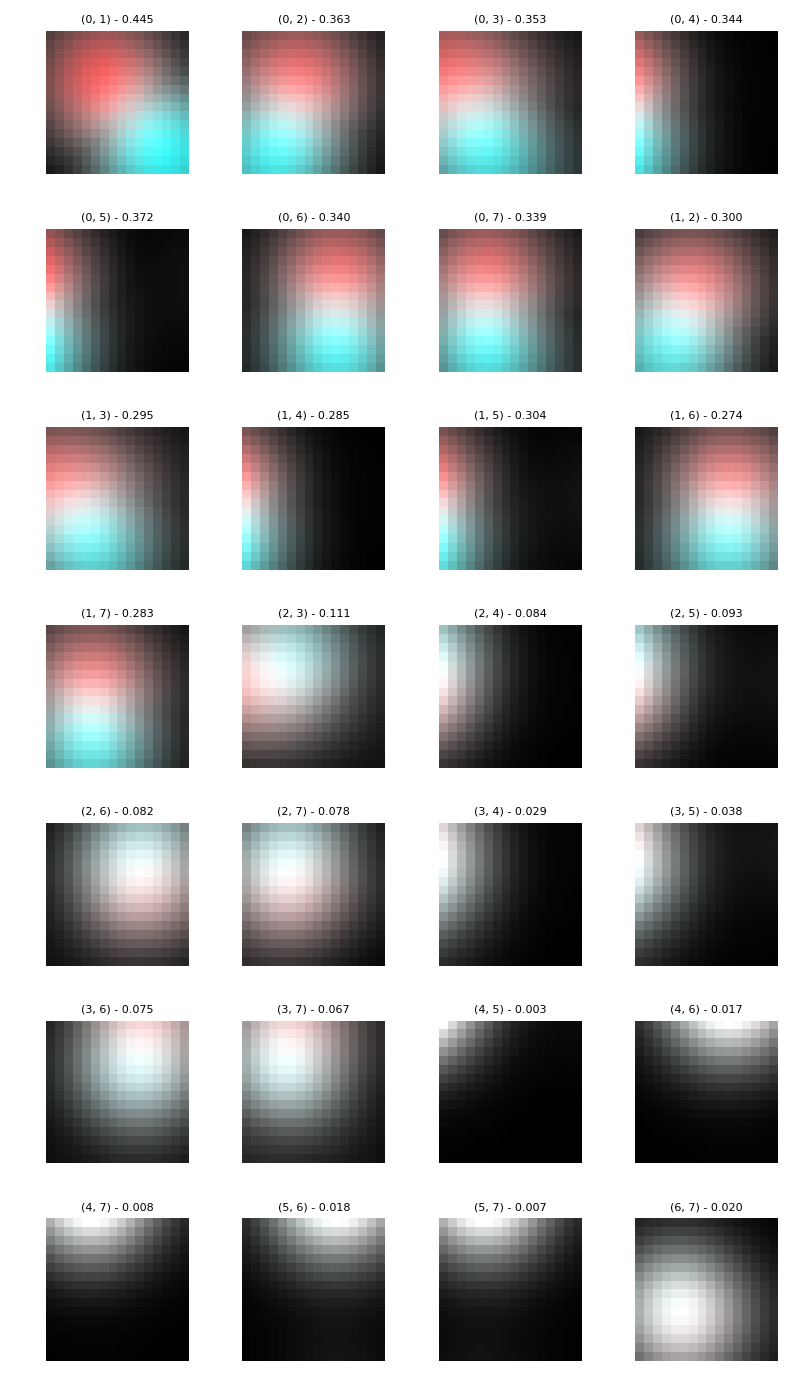 (0, 1) - 0.445 (0, 2) - 0.363 (0, 3) - 0.353 (0, 4) - 0.344
(0, 5) - 0.372 (0, 6) - 0.340 (0, 7) - 0.339 (1, 2) - 0.300
(1, 3) - 0.295 (1, 4) - 0.285 (1, 5) - 0.304 (1, 6) - 0.274
(1, 7) - 0.283 (2, 3) - 0.111 (2, 4) - 0.084 (2, 5) - 0.093
(2, 6) - 0.082 (2, 7) - 0.078 (3, 4) - 0.029 (3, 5) - 0.038
(3, 6) - 0.075 (3, 7) - 0.067 (4, 5) - 0.003 (4, 6) - 0.017
(4, 7) - 0.008 (5, 6) - 0.018 (5, 7) - 0.007 (6, 7) - 0.020